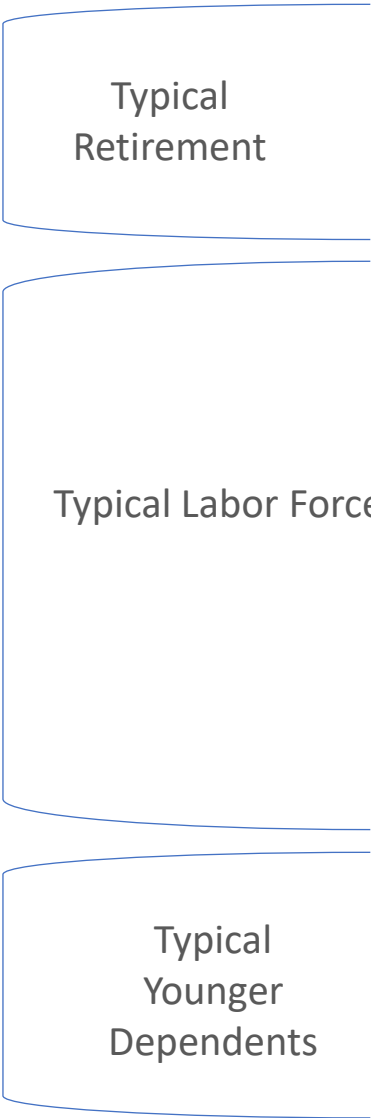 Typical
Retirement
Typical Labor Force
Typical
Younger
Dependents